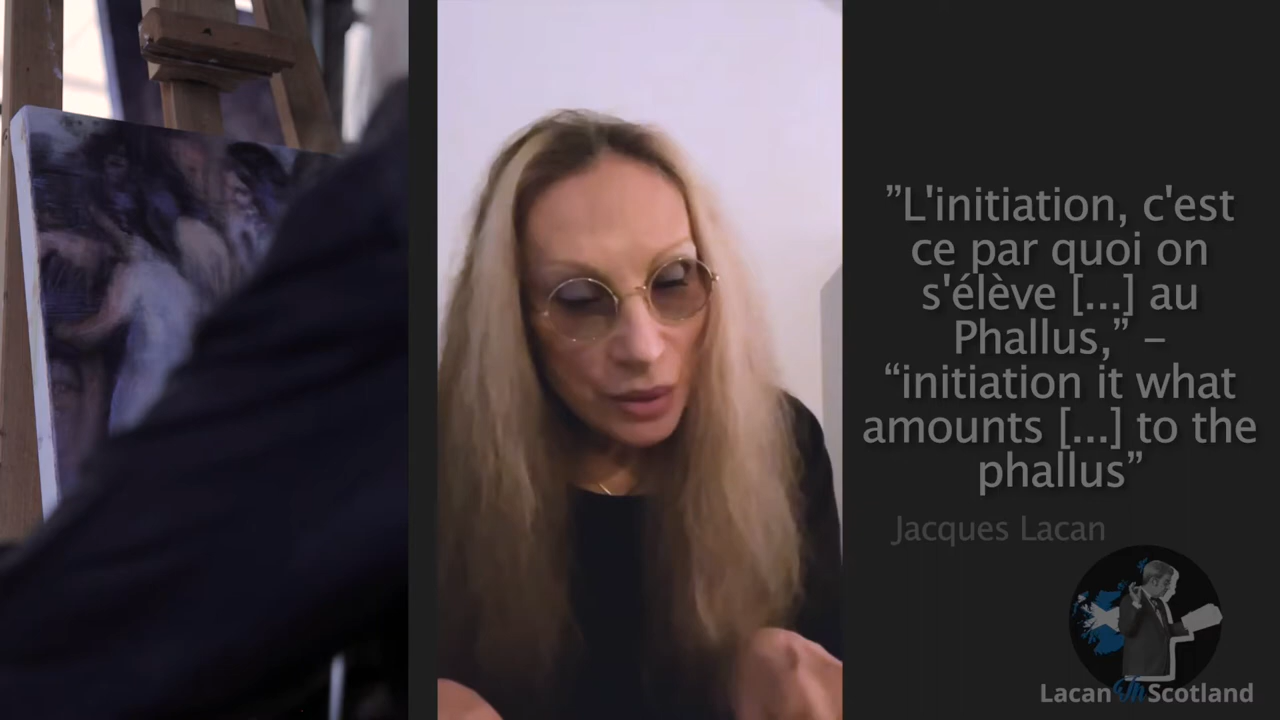 ”L'initiation, c'est
ce par quoi on
s'élève [...] au
Phallus,” –
“initiation it what
amounts [...] to the
phallus”
Jacques Lacan
Lacan In Scotland